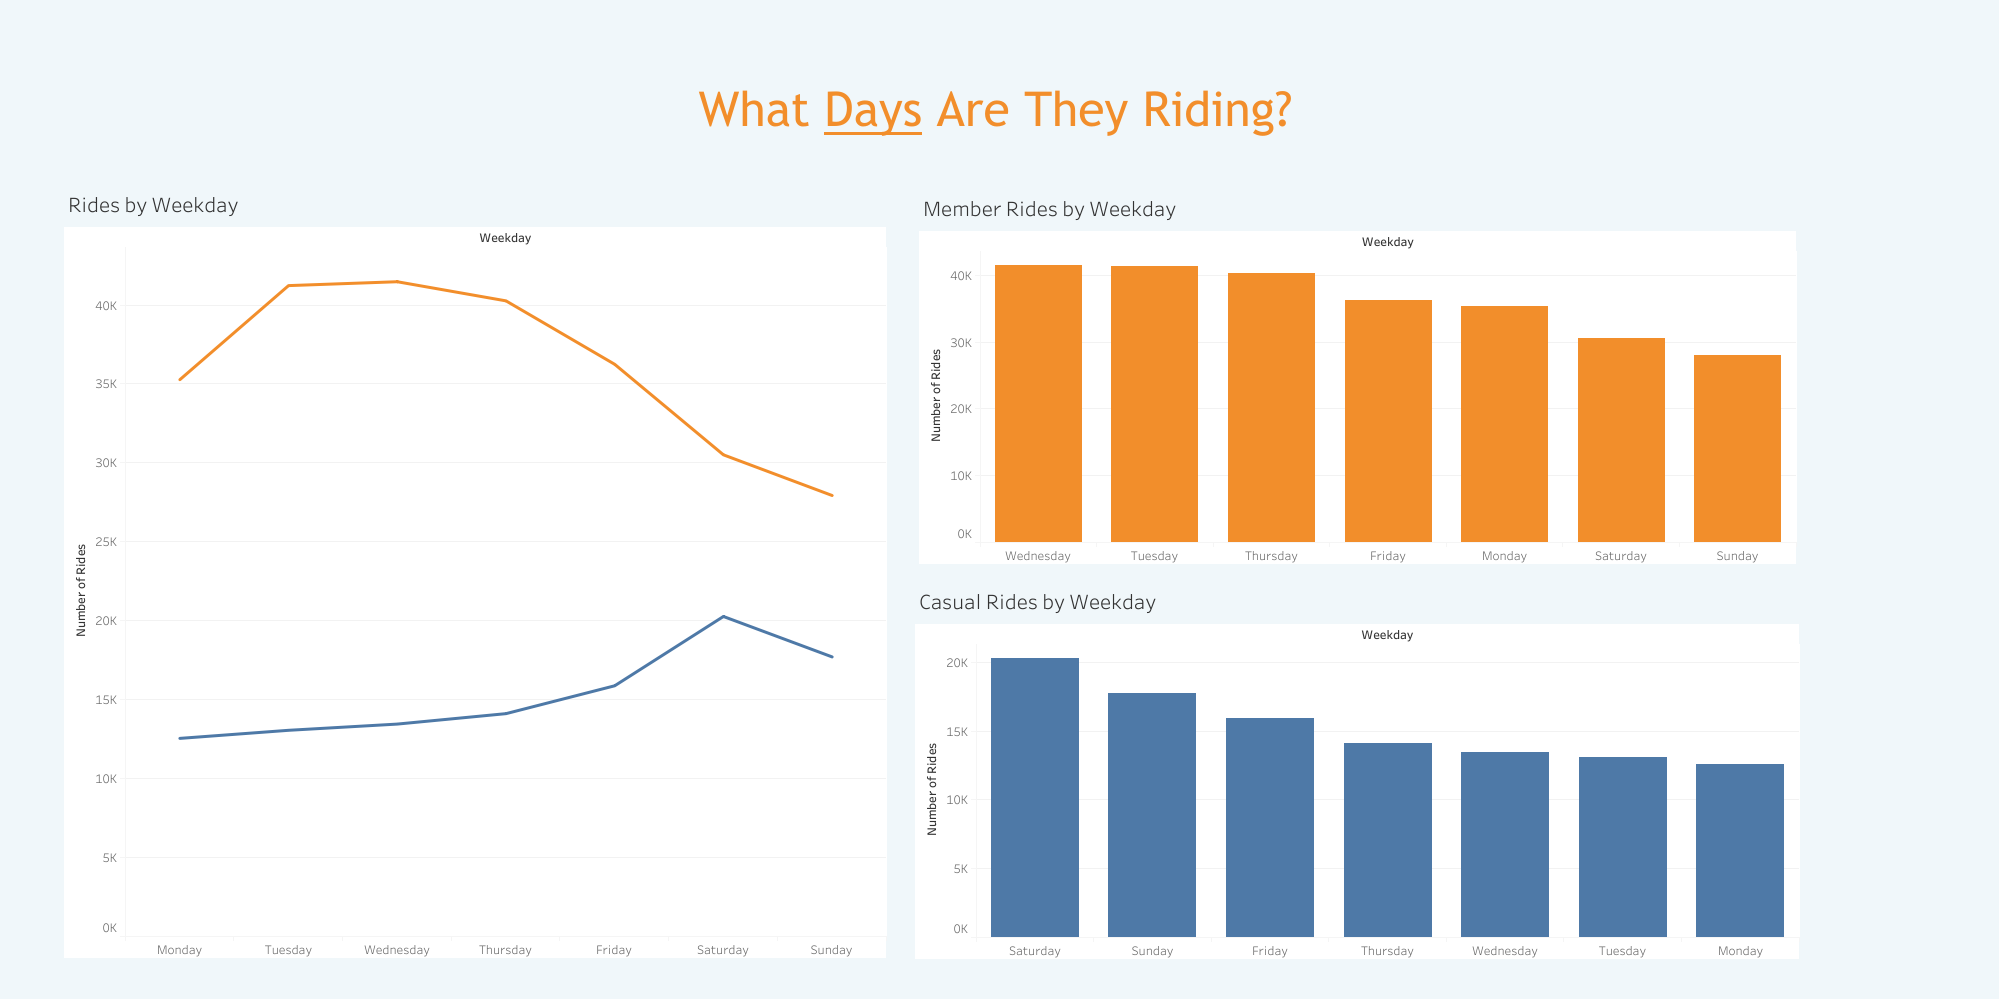 What Days Are They Riding?
Rides by Weekday
Weekday
Number of Rides
40K
35K
30K
25K
20K
15K
10K
5K
0K
Monday Tuesday Wednesday Thursday Friday Saturday Sunday
Member Rides by Weekday
Weekday
Number of Rides
40K
30K
20K
10K
0K
Wednesday Tuesday Thursday Friday Monday Saturday Sunday
Casual Rides by Weekday
Weekday
Number of Rides
20K
15K
10K
5K
0K
Saturday Sunday Friday Thursday Wednesday Tuesday Monday